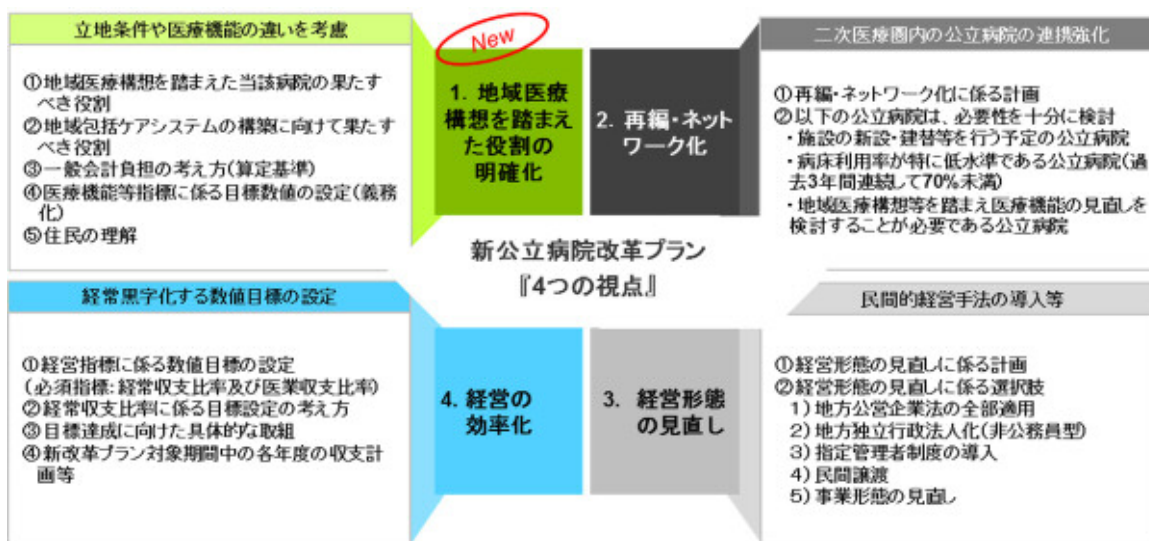 立地条件や医療機能の違いを考慮
①地域医療構想を踏まえた当該病院の果たす
べき役割
②地域包括ケアシステムの構築に向けて果たす
べき役割
③一般会計負担の考え方(算定基準)
④医療機能等指標に係る目標数値の設定(義務
化)
⑤住民の理解
New
1. 地域医療
構想を踏まえ
た役割の
明確化
2. 再編・ネット
ワーク化
二次医療圏内の公立病院の連携強化
①再編・ネットワーク化に係る計画
②以下の公立病院は、必要性を十分に検討
・施設の新設・建替等を行う予定の公立病院
・病床利用率が特に低水準である公立病院(過
去3年間連続して70%未満)
・地域医療構想等を踏まえ医療機能の見直しを
検討することが必要である公立病院
新公立病院改革プラン
『4つの視点』
経常黒字化する数値目標の設定
①経営指標に係る数値目標の設定
(必須指標:経常収支比率及び医業収支比率)
②経常収支比率に係る目標設定の考え方
③目標達成に向けた具体的な取組
④新改革プラン対象期間中の各年度の収支計
画等
4. 経営の
効率化
3. 経営形態
の見直し
民間的経営手法の導入等
①経営形態の見直しに係る計画
②経営形態の見直しに係る選択肢
1)地方公営企業法の全部適用
2)地方独立行政法人化(非公務員型)
3)指定管理者制度の導入
4)民間譲渡
5)事業形態の見直し